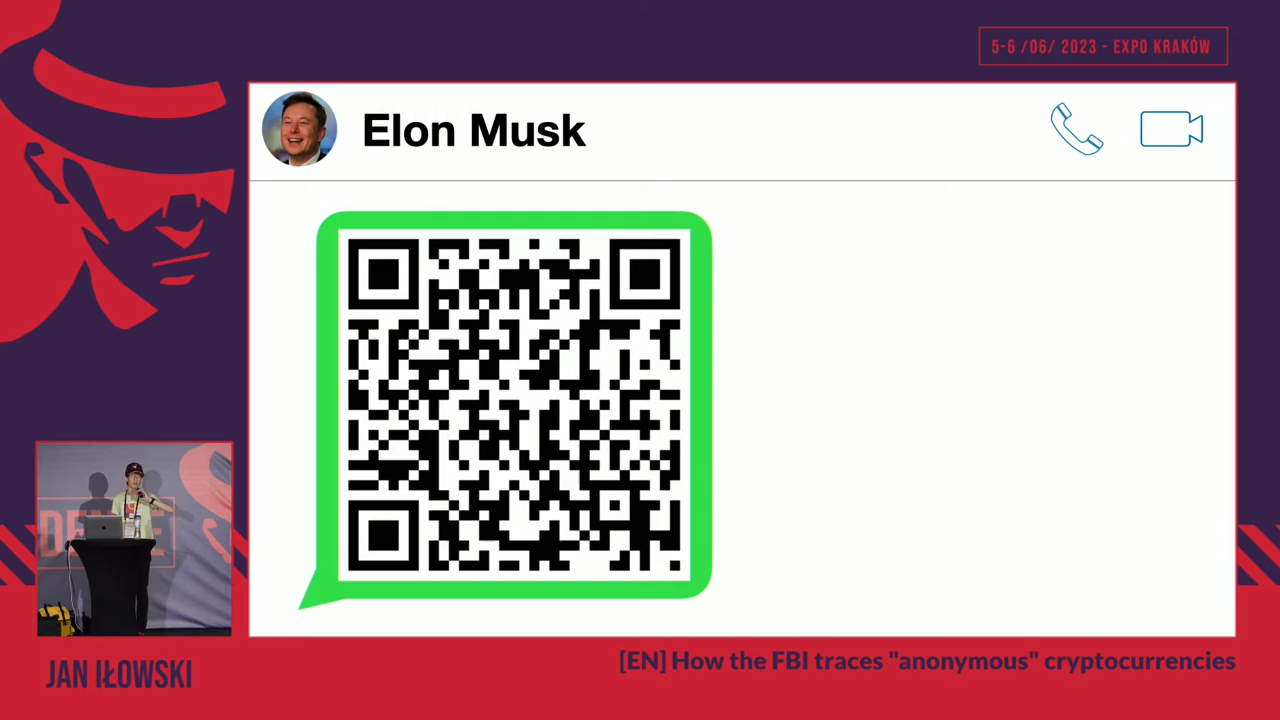 5-6 /06/ 2023 - EXPO KRAKÓW
Elon Musk
JAN IŁOWSKI
[EN] How the FBI traces "anonymous" cryptocurrencies